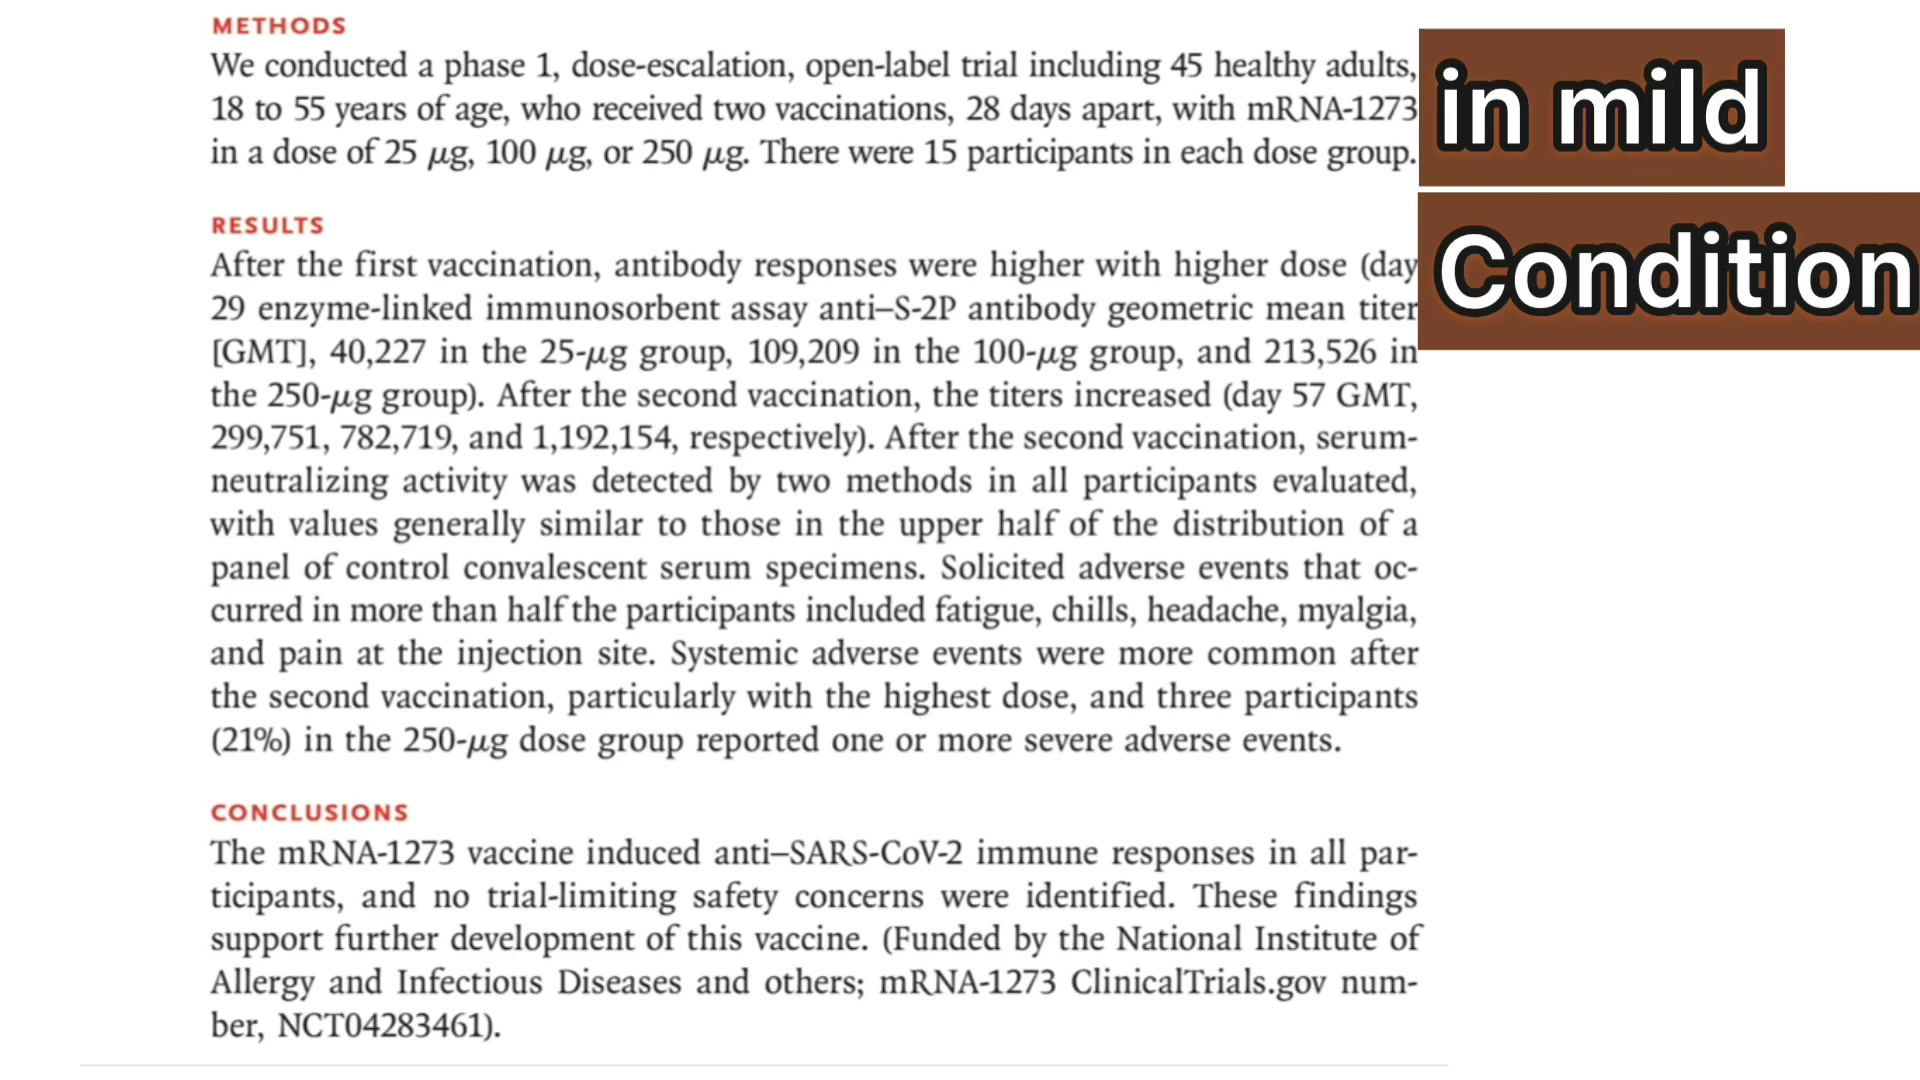 METHODS
We conducted a phase 1, dose-escalation, open-label trial including 45 healthy adults,
18 to 55 years of age, who received two vaccinations, 28 days apart, with mRNA-1273
in a dose of 25 μg, 100 μg, or 250 μg. There were 15 participants in each dose group.
RESULTS
After the first vaccination, antibody responses were higher with higher dose (day
29 enzyme-linked immunosorbent assay anti–S-2P antibody geometric mean titer
[GMT], 40,227 in the 25-μg group, 109,209 in the 100-μg group, and 213,526 in
the 250-μg group). After the second vaccination, the titers increased (day 57 GMT,
299,751, 782,719, and 1,192,154, respectively). After the second vaccination, serum-
neutralizing activity was detected by two methods in all participants evaluated,
with values generally similar to those in the upper half of the distribution of a
panel of control convalescent serum specimens. Solicited adverse events that oc-
curred in more than half the participants included fatigue, chills, headache, myalgia,
and pain at the injection site. Systemic adverse events were more common after
the second vaccination, particularly with the highest dose, and three participants
(21%) in the 250-μg dose group reported one or more severe adverse events.
CONCLUSIONS
The mRNA-1273 vaccine induced anti–SARS-CoV-2 immune responses in all par-
ticipants, and no trial-limiting safety concerns were identified. These findings
support further development of this vaccine. (Funded by the National Institute of
Allergy and Infectious Diseases and others; mRNA-1273 ClinicalTrials.gov num-
ber, NCT04283461).
in mild
Condition